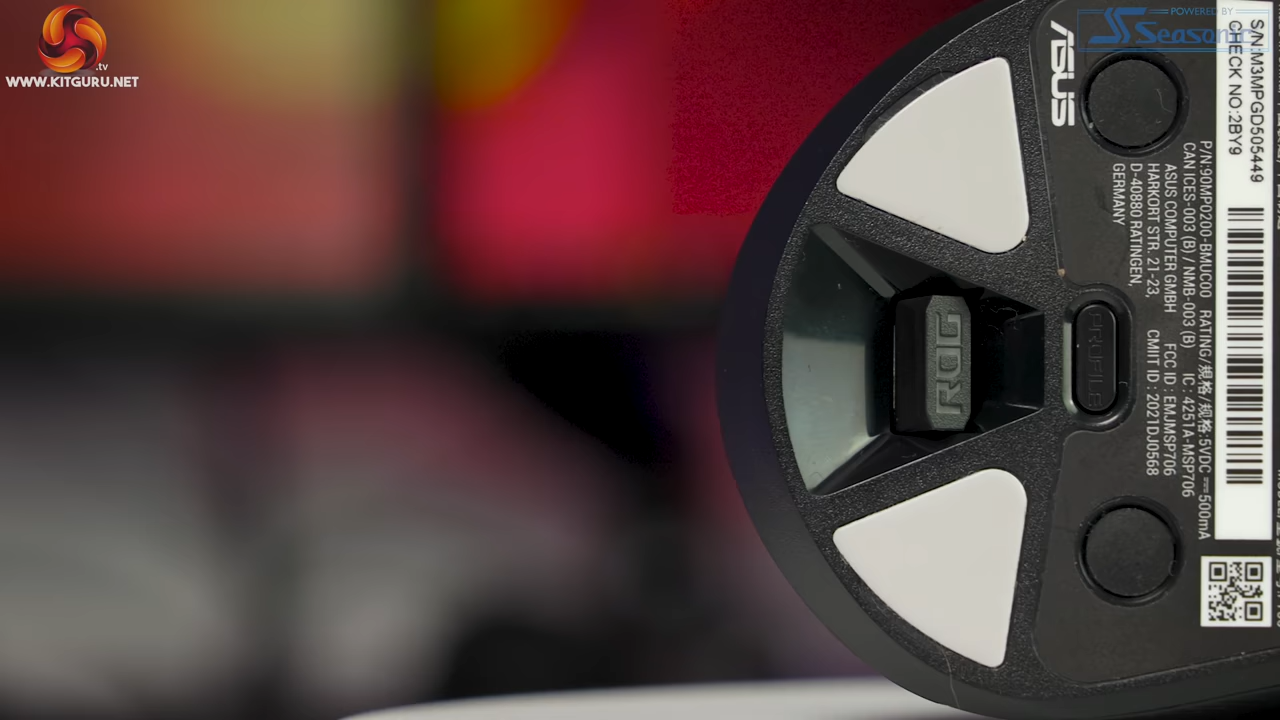 .tv
WWW.KITGURU.NET
POWERED BY
Seasonic
ASUS
S/N:M3MPGD505449
CHECK NO.:2BY9
P/N:90MP0200-BMUC00 RATING/規格/规格:5VDC⎓500mA
CAN ICES-003 (B) / NMB-003 (B) IC : 4251A-MSP706
ASUS COMPUTER GMBH FCC ID : EMJMSP706
HARKORT STR. 21-23, CMIIT ID : 2021DJ0568
D-40880 RATINGEN,
GERMANY
PROFILE
ROG